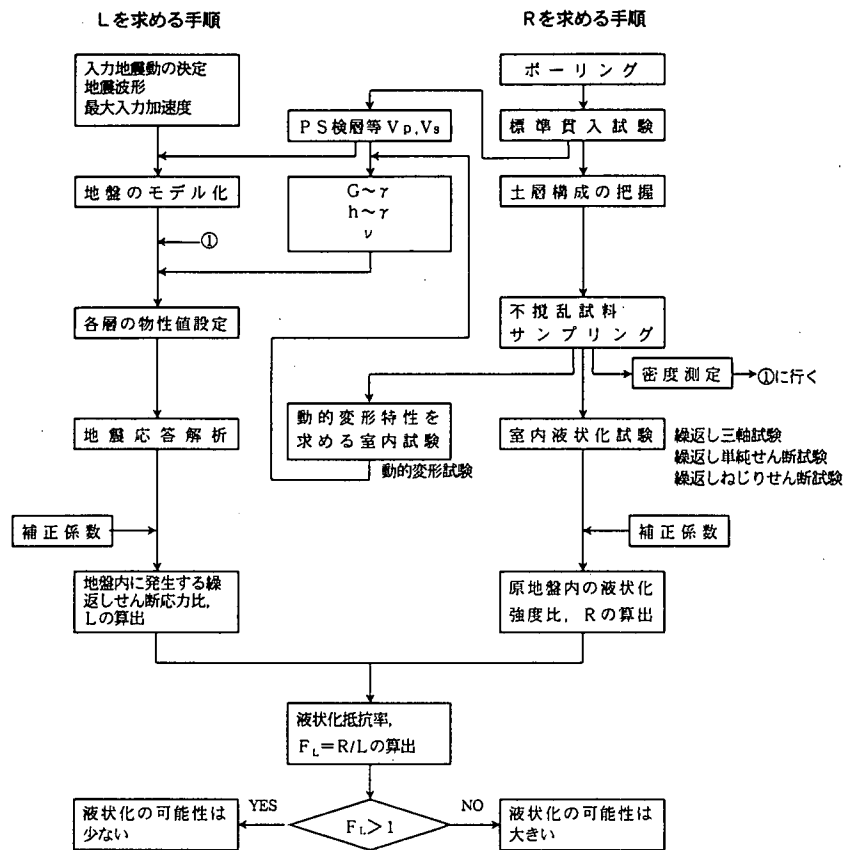 Lを求める手順
Rを求める手順
入力地震動の決定
地震波形
最大入力加速度
ボーリング
PS検層等Vp,Vs
標準貫入試験
地盤のモデル化
G~γ
h~γ
ν
土層構成の把握
①
各層の物性値設定
不撹乱試料
サンプリング
密度測定
①に行く
地震応答解析
動的変形特性を
求める室内試験
動的変形試験
室内液状化試験
繰返し三軸試験
繰返し単純せん断試験
繰返しねじりせん断試験
補正係数
補正係数
地盤内に発生する繰
返しせん断応力比,
Lの算出
原地盤内の液状化
強度比, Rの算出
液状化抵抗率,
FL=R/Lの算出
液状化の可能性は
少ない
YES
FL>1
NO
液状化の可能性は
大きい